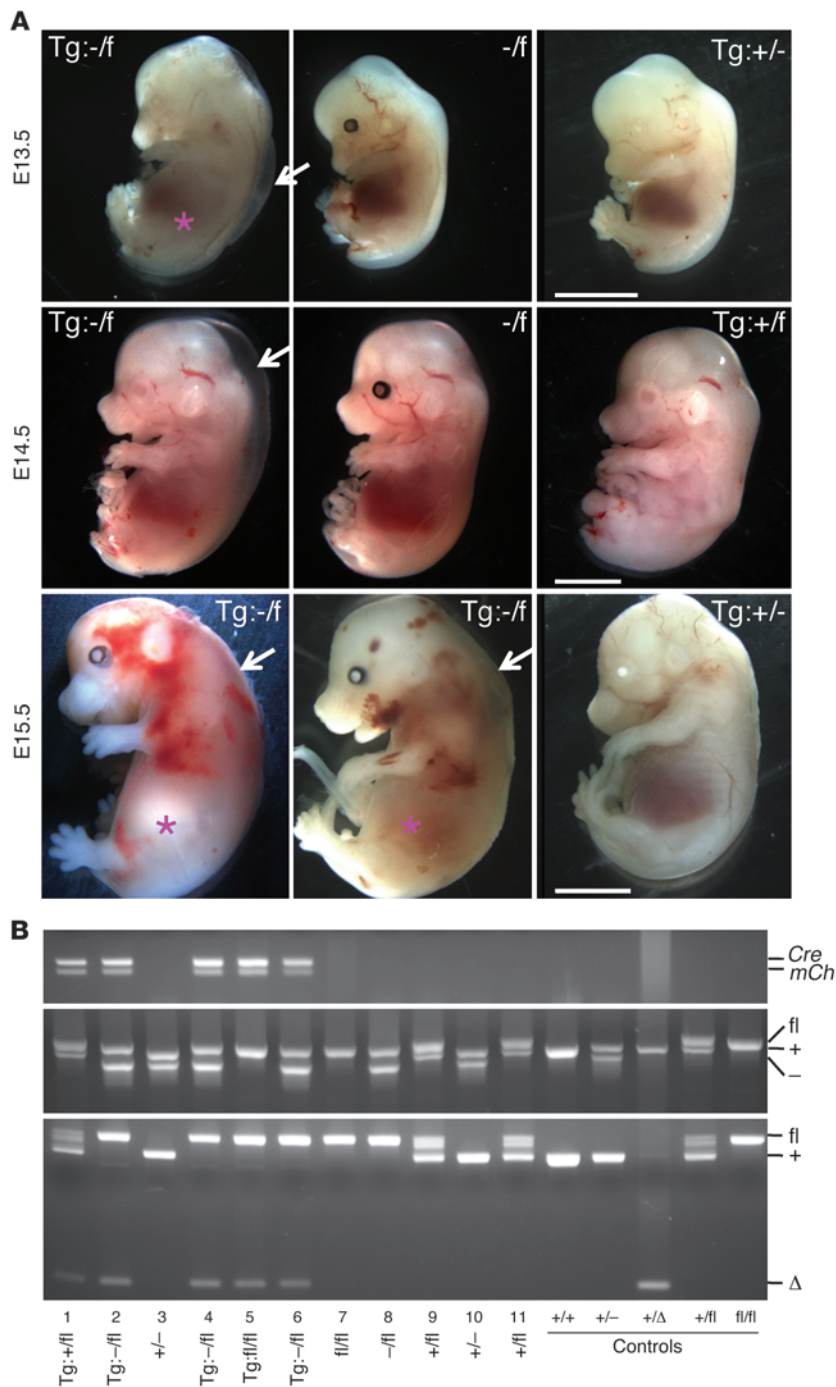 A
Tg:-/f -/f Tg:+/-
E13.5
*
Tg:-/f -/f Tg:+/f
E14.5
Tg:-/f Tg:-/f Tg:+/-
E15.5
* *
B
Cre
mCh
fl
+
−
fl
+
Δ
1 2 3 4 5 6 7 8 9 10 11 +/+ +/− +/Δ +/fl fl/fl
Tg:+/fl Tg:−/fl +/− Tg:−/fl Tg:fl/fl Tg:−/fl fl/fl −/fl +/fl +/− +/fl Controls